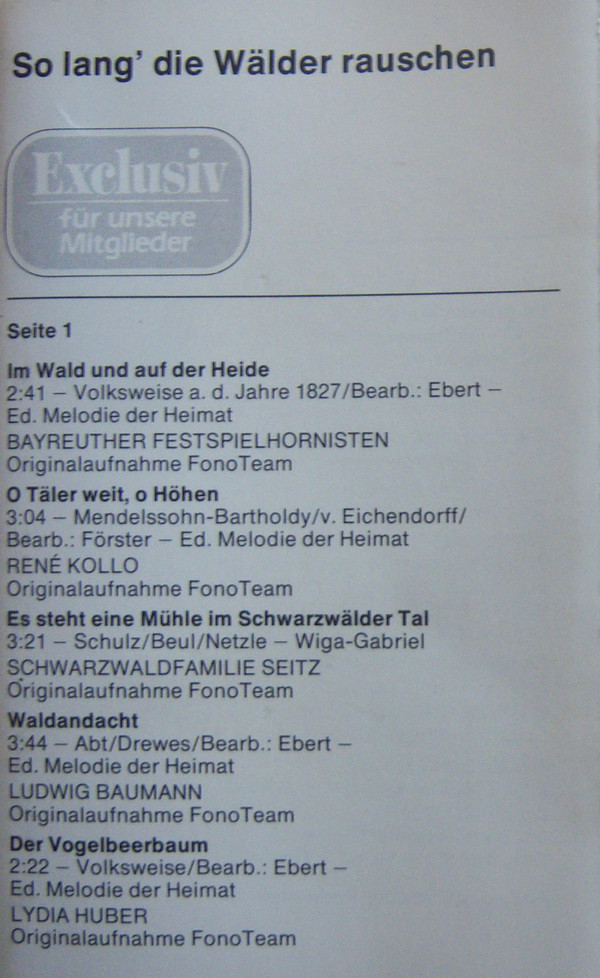 So lang' die Wälder rauschen
Exclusiv
für unsere
Mitglieder
Seite 1
Im Wald und auf der Heide
2:41 – Volksweise a. d. Jahre 1827/Bearb.: Ebert –
Ed. Melodie der Heimat
BAYREUTHER FESTSPIELHORNISTEN
Originalaufnahme FonoTeam
O Täler weit, o Höhen
3:04 – Mendelssohn-Bartholdy/v. Eichendorff/
Bearb.: Förster – Ed. Melodie der Heimat
RENÉ KOLLO
Originalaufnahme FonoTeam
Es steht eine Mühle im Schwarzwälder Tal
3:21 – Schulz/Beul/Netzle – Wiga-Gabriel
SCHWARZWALDFAMILIE SEITZ
Originalaufnahme FonoTeam
Waldandacht
3:44 – Abt/Drewes/Bearb.: Ebert –
Ed. Melodie der Heimat
LUDWIG BAUMANN
Originalaufnahme FonoTeam
Der Vogelbeerbaum
2:22 – Volksweise/Bearb.: Ebert –
Ed. Melodie der Heimat
LYDIA HUBER
Originalaufnahme FonoTeam